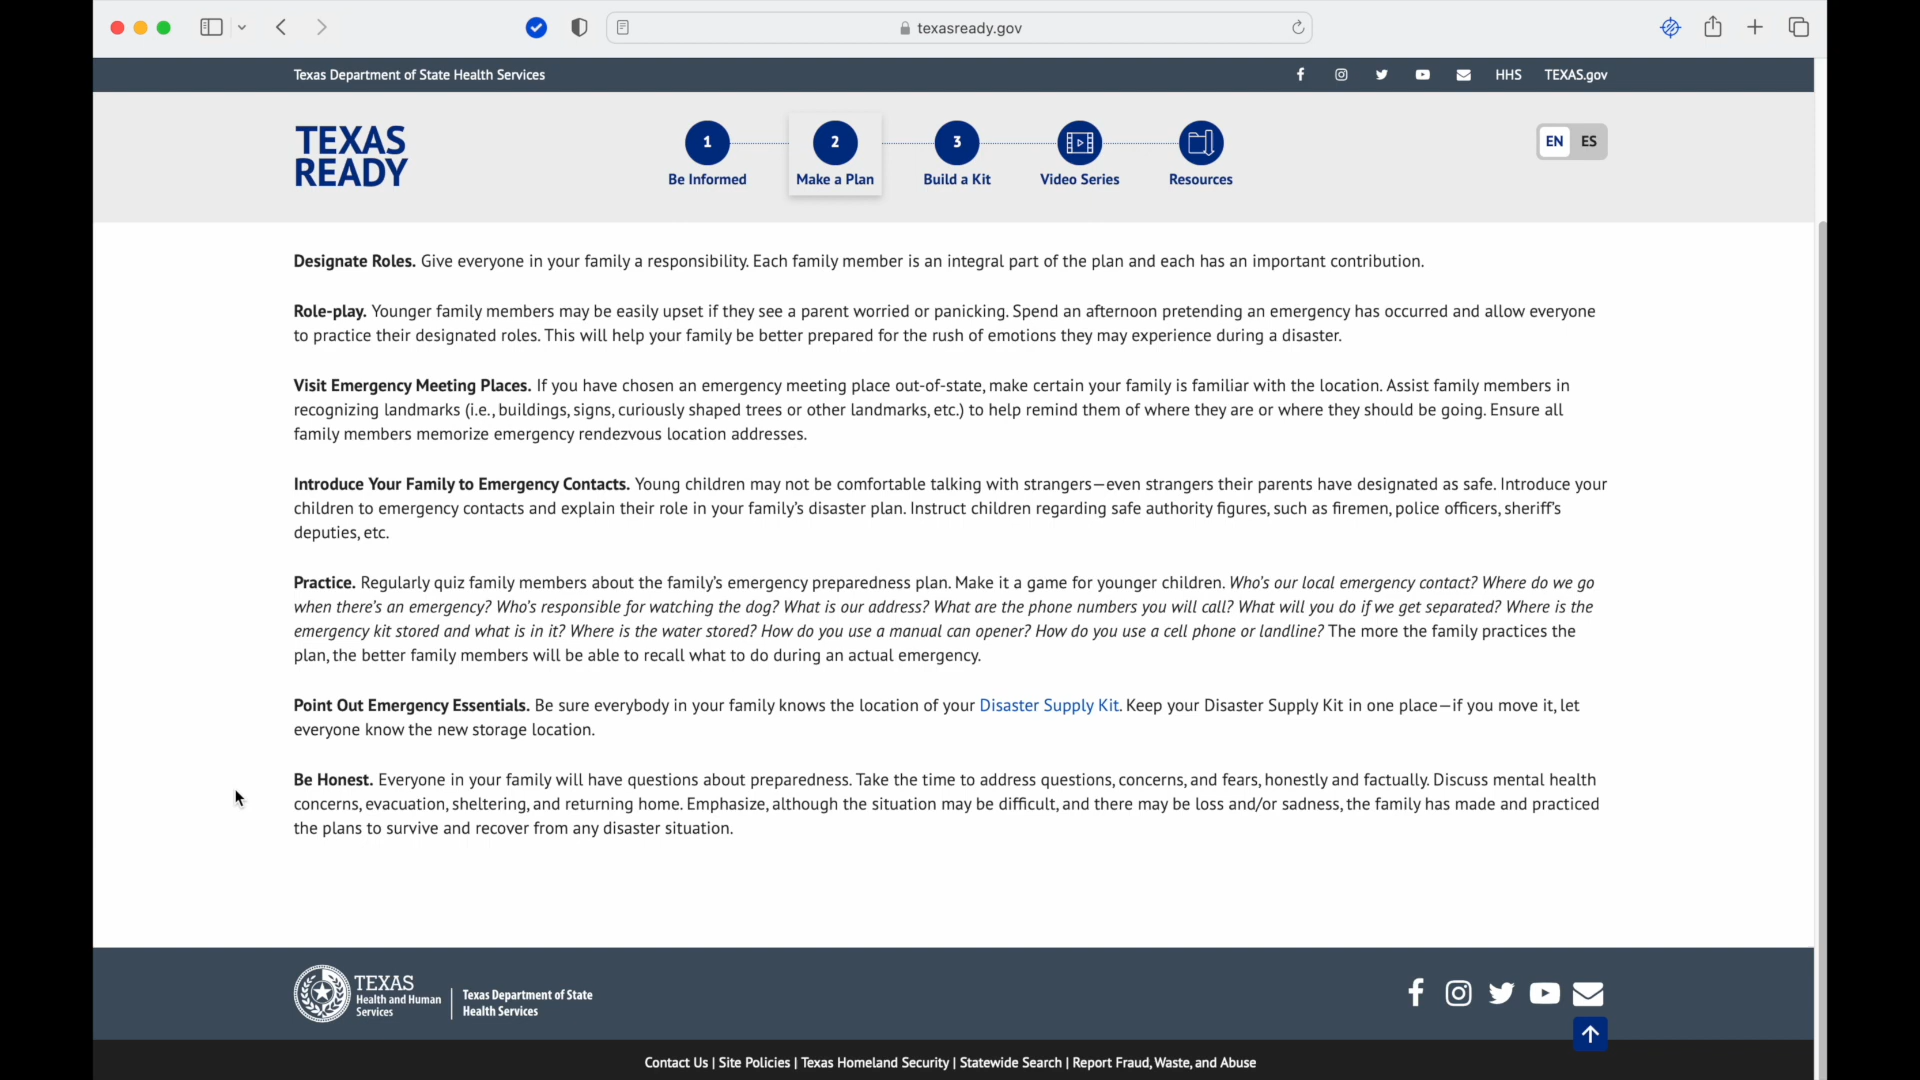 texasready.gov
Texas Department of State Health Services
HHS
TEXAS.gov
TEXAS
READY
1
Be Informed
2
Make a Plan
3
Build a Kit
Video Series
Resources
EN
ES
Designate Roles. Give everyone in your family a responsibility. Each family member is an integral part of the plan and each has an important contribution.
Role-play. Younger family members may be easily upset if they see a parent worried or panicking. Spend an afternoon pretending an emergency has occurred and allow everyone
to practice their designated roles. This will help your family be better prepared for the rush of emotions they may experience during a disaster.
Visit Emergency Meeting Places. If you have chosen an emergency meeting place out-of-state, make certain your family is familiar with the location. Assist family members in
recognizing landmarks (i.e., buildings, signs, curiously shaped trees or other landmarks, etc.) to help remind them of where they are or where they should be going. Ensure all
family members memorize emergency rendezvous location addresses.
Introduce Your Family to Emergency Contacts. Young children may not be comfortable talking with strangers—even strangers their parents have designated as safe. Introduce your
children to emergency contacts and explain their role in your family's disaster plan. Instruct children regarding safe authority figures, such as firemen, police officers, sheriff's
deputies, etc.
Practice. Regularly quiz family members about the family's emergency preparedness plan. Make it a game for younger children. Who's our local emergency contact? Where do we go
when there's an emergency? Who's responsible for watching the dog? What is our address? What are the phone numbers you will call? What will you do if we get separated? Where is the
emergency kit stored and what is in it? Where is the water stored? How do you use a manual can opener? How do you use a cell phone or landline? The more the family practices the
plan, the better family members will be able to recall what to do during an actual emergency.
Point Out Emergency Essentials. Be sure everybody in your family knows the location of your Disaster Supply Kit. Keep your Disaster Supply Kit in one place—if you move it, let
everyone know the new storage location.
Be Honest. Everyone in your family will have questions about preparedness. Take the time to address questions, concerns, and fears, honestly and factually. Discuss mental health
concerns, evacuation, sheltering, and returning home. Emphasize, although the situation may be difficult, and there may be loss and/or sadness, the family has made and practiced
the plans to survive and recover from any disaster situation.
TEXAS
Health and Human
Services
Texas Department of State
Health Services
Contact Us | Site Policies | Texas Homeland Security | Statewide Search | Report Fraud, Waste, and Abuse